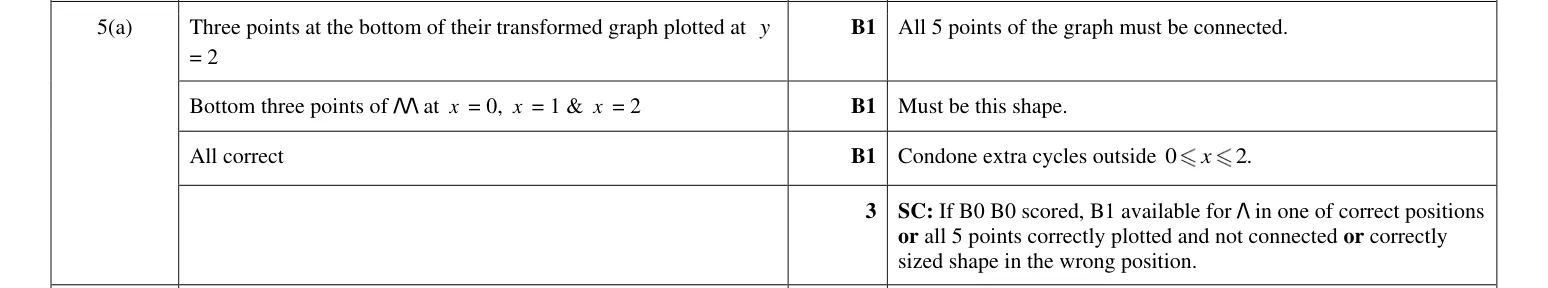 5(a) Three points at the bottom of their transformed graph plotted at y B1 All 5 points of the graph must be connected.
= 2
Bottom three points of ⋀⋀ at x = 0, x = 1 & x = 2 B1 Must be this shape.
All correct B1 Condone extra cycles outside 0⩽x⩽2.
3 SC: If B0 B0 scored, B1 available for ⋀ in one of correct positions
or all 5 points correctly plotted and not connected or correctly
sized shape in the wrong position.